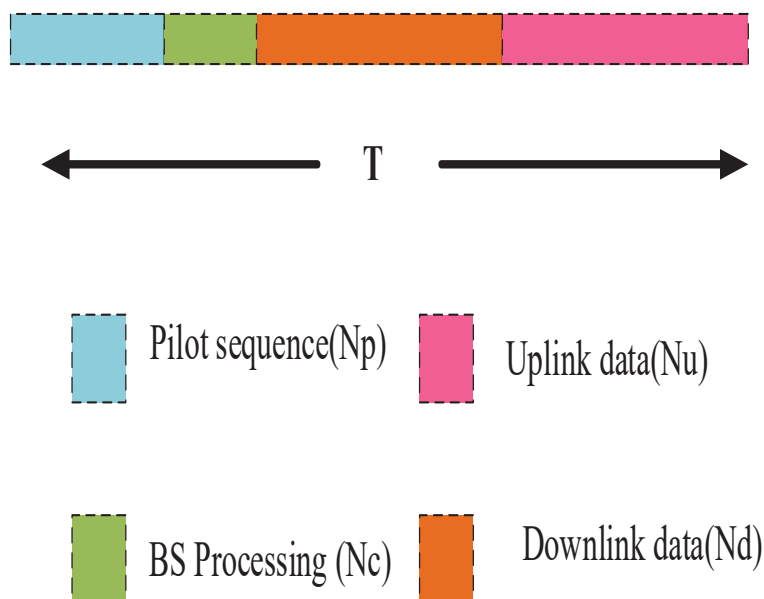 T
Pilot sequence(Np)
Uplink data(Nu)
BS Processing (Nc)
Downlink data(Nd)